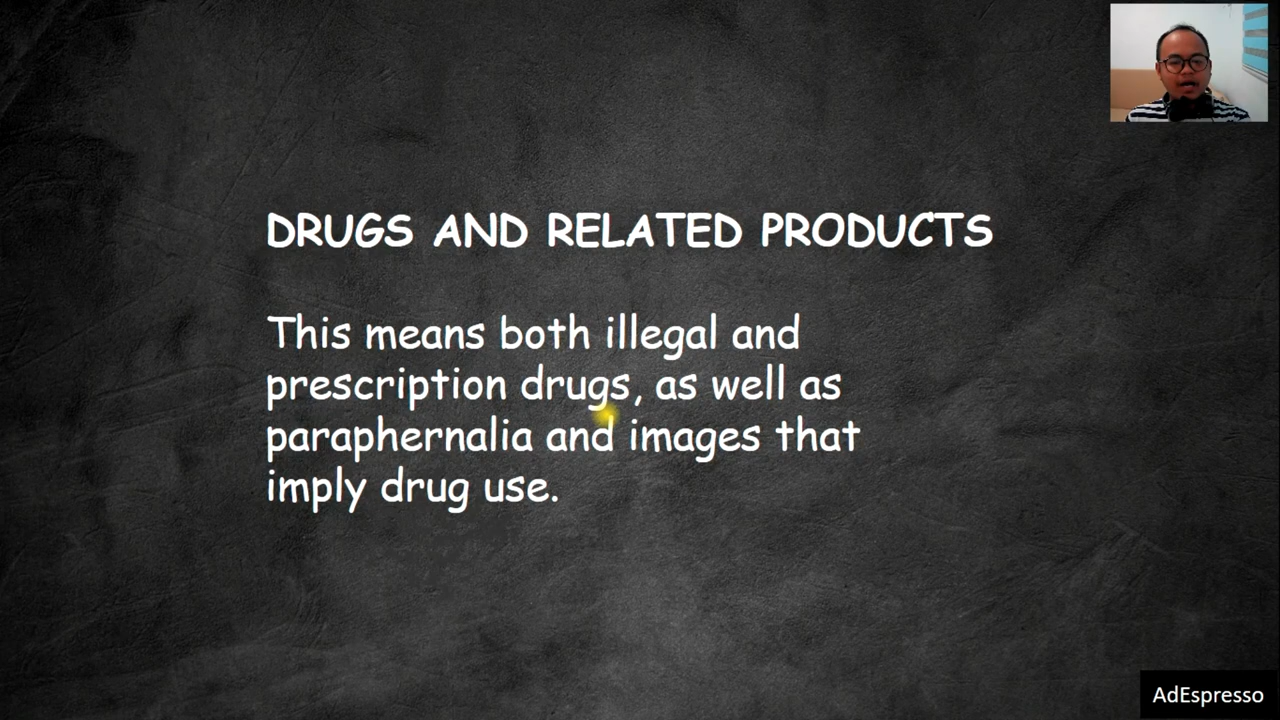 DRUGS AND RELATED PRODUCTS
This means both illegal and
prescription drugs, as well as
paraphernalia and images that
imply drug use.
AdEspresso